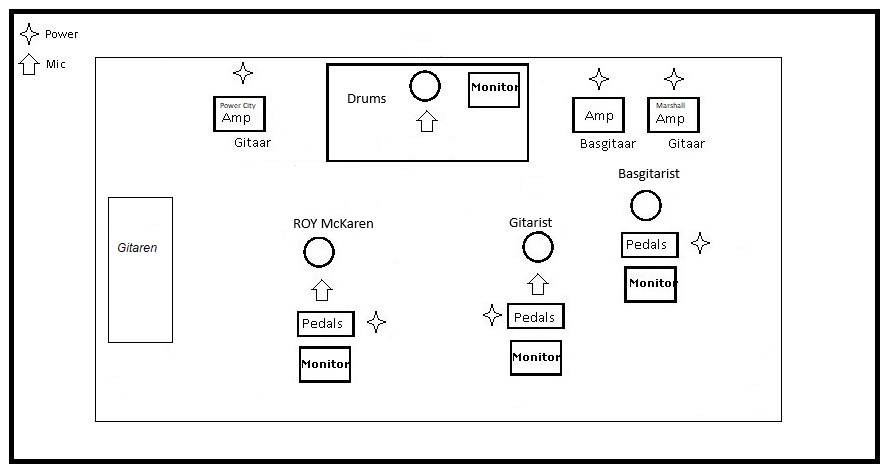 Power
Mic
Power City
Amp
Gitaar
Drums
Monitor
Amp
Basgitaar
Marshall
Amp
Gitaar
Basgitarist
Gitaren
ROY McKaren
Gitarist
Pedals
Monitor
Pedals
Monitor
Pedals
Monitor